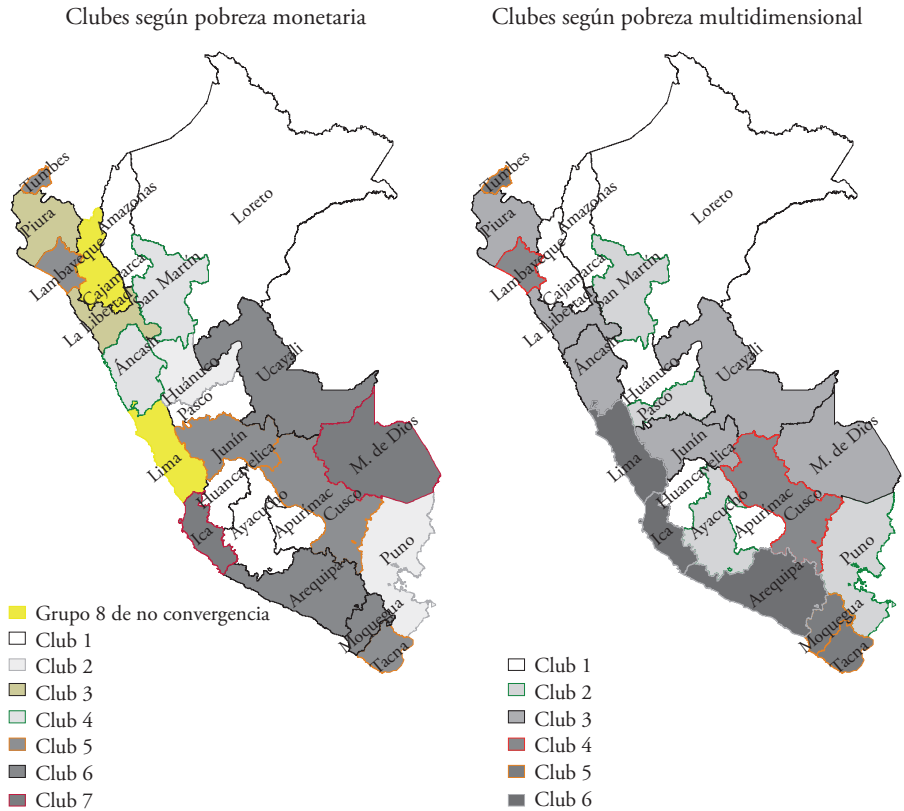 Clubes según pobreza monetaria
Tumbes
Piura
Lambayeque
Amazonas
Cajamarca
Loreto
La Libertad
San Martín
Áncash
Huánuco
Ucayali
Pasco
Lima
Junín
Huancavelica
M. de Dios
Ica
Ayacucho
Apurímac
Cusco
Puno
Arequipa
Moquegua
Tacna
Grupo 8 de no convergencia
Club 1
Club 2
Club 3
Club 4
Club 5
Club 6
Club 7
Clubes según pobreza multidimensional
Tumbes
Piura
Lambayeque
Amazonas
Cajamarca
Loreto
La Libertad
San Martín
Áncash
Huánuco
Ucayali
Pasco
Lima
Junín
Huancavelica
M. de Dios
Ica
Ayacucho
Apurímac
Cusco
Puno
Arequipa
Moquegua
Tacna
Club 1
Club 2
Club 3
Club 4
Club 5
Club 6